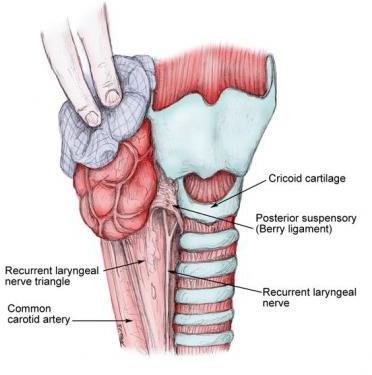 Cricoid cartilage
Posterior suspensory
(Berry ligament)
Recurrent laryngeal
nerve triangle
Recurrent laryngeal
nerve
Common
carotid artery